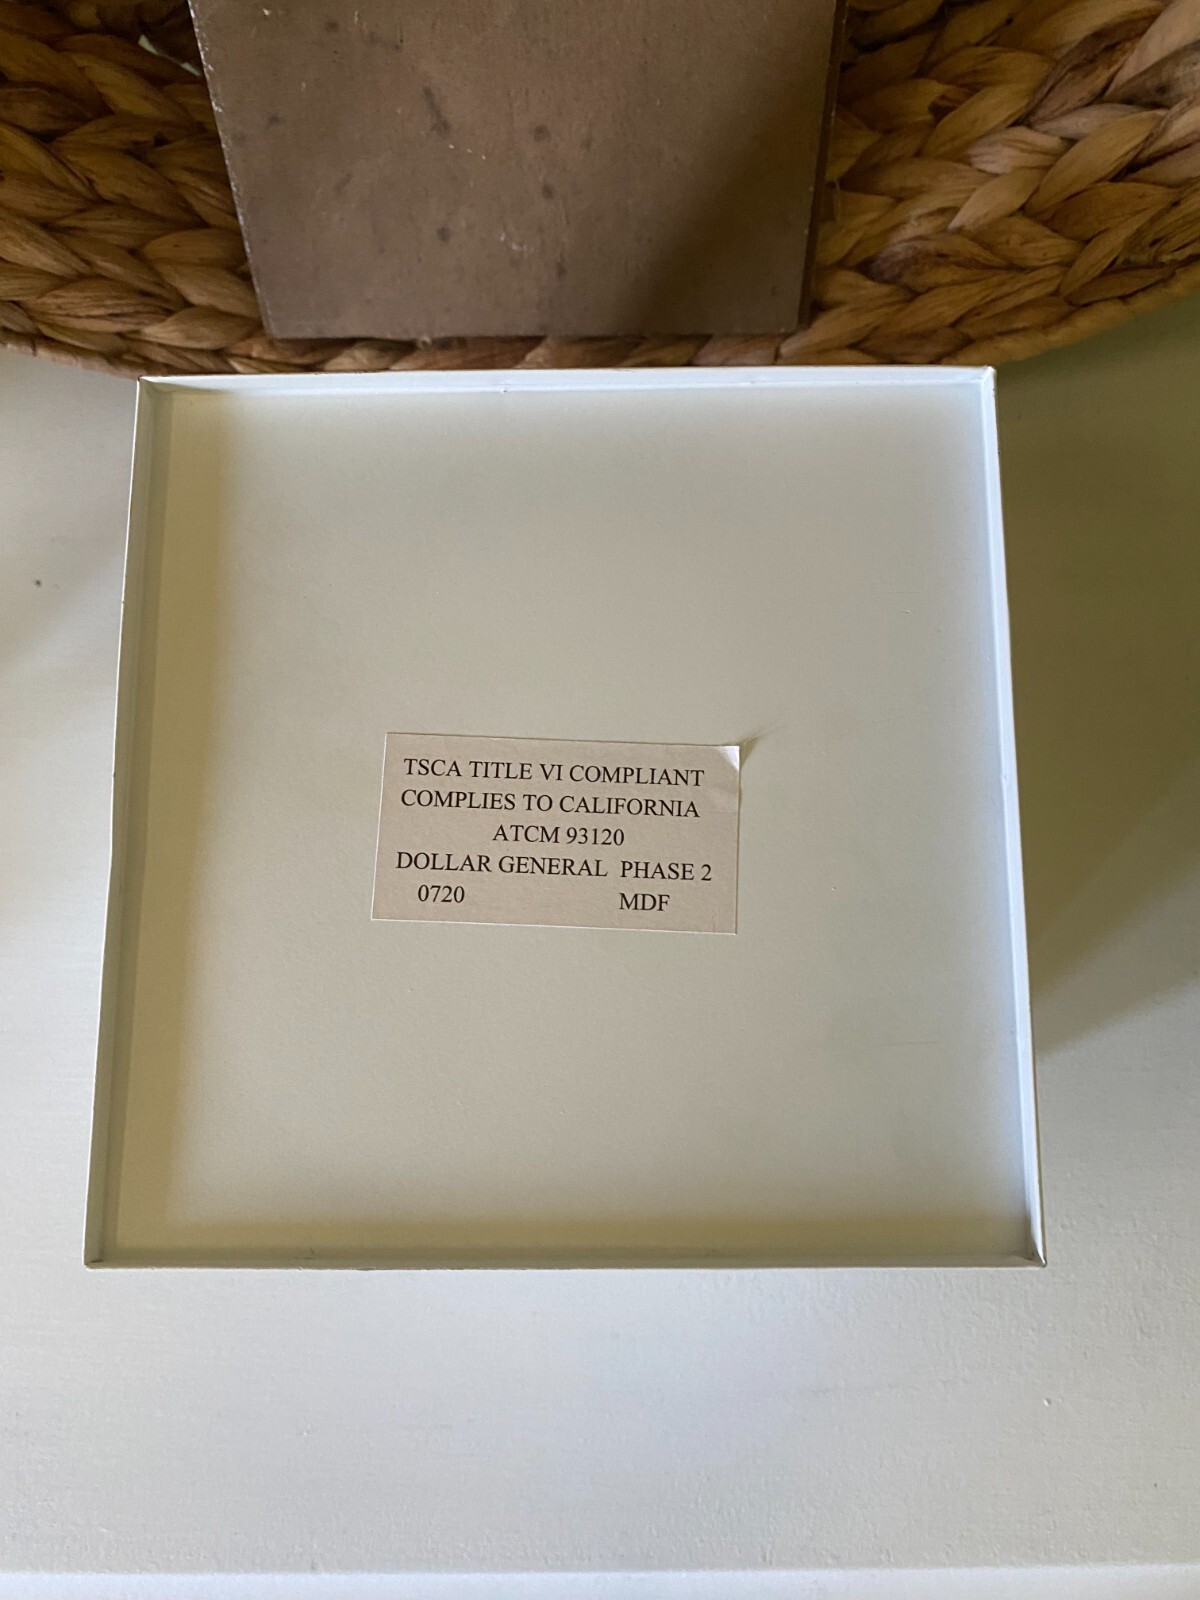 TSCA TITLE VI COMPLIANT
COMPLIES TO CALIFORNIA
ATCM 93120
DOLLAR GENERAL PHASE 2
0720 MDF